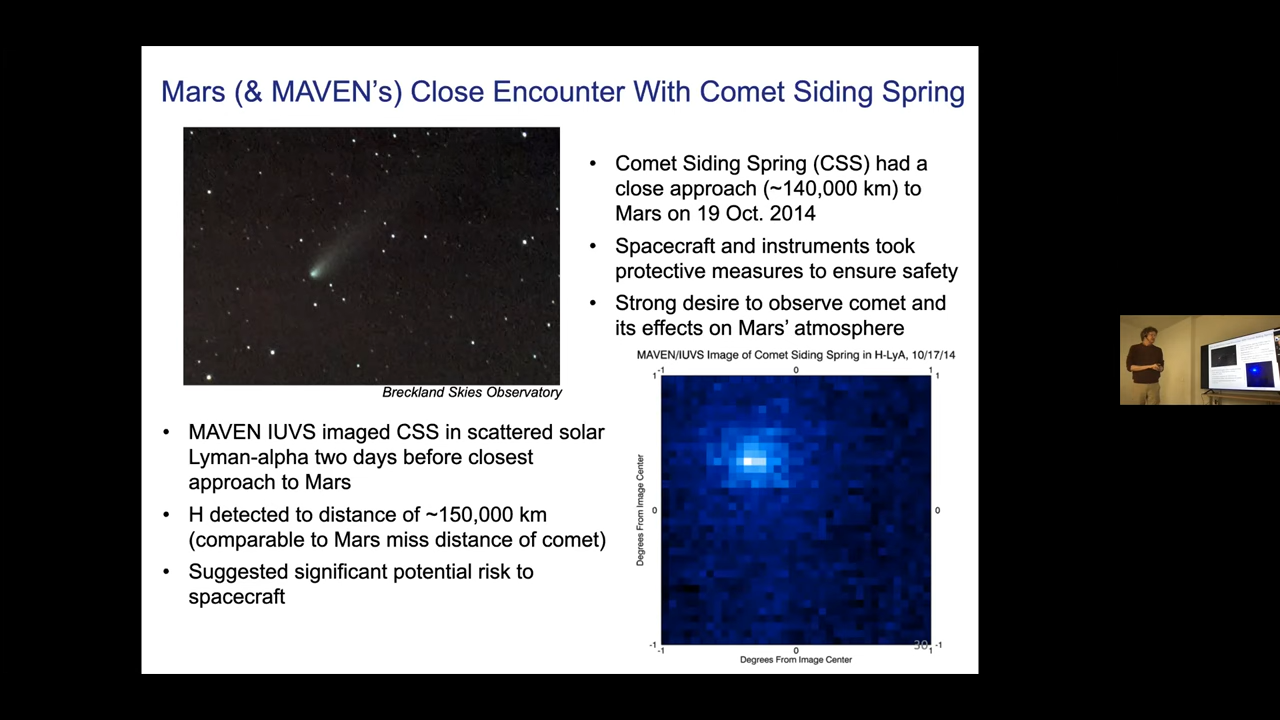 Mars (& MAVEN's) Close Encounter With Comet Siding Spring
Breckland Skies Observatory
• Comet Siding Spring (CSS) had a
close approach (~140,000 km) to
Mars on 19 Oct. 2014
• Spacecraft and instruments took
protective measures to ensure safety
• Strong desire to observe comet and
its effects on Mars' atmosphere
• MAVEN IUVS imaged CSS in scattered solar
Lyman-alpha two days before closest
approach to Mars
• H detected to distance of ~150,000 km
(comparable to Mars miss distance of comet)
• Suggested significant potential risk to
spacecraft
MAVEN/IUVS Image of Comet Siding Spring in H-LyA, 10/17/14
-1 0 1
1 1
Degrees From Image Center
0 0
-1 -1
30
-1 0 1
Degrees From Image Center